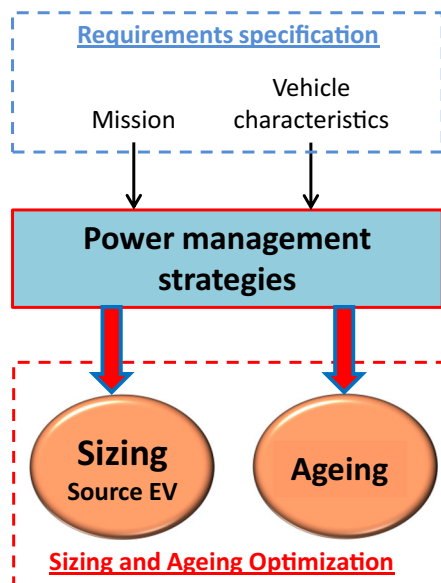 Requirements specification
Mission
Vehicle
characteristics
Power management
strategies
Sizing
Source EV
Ageing
Sizing and Ageing Optimization